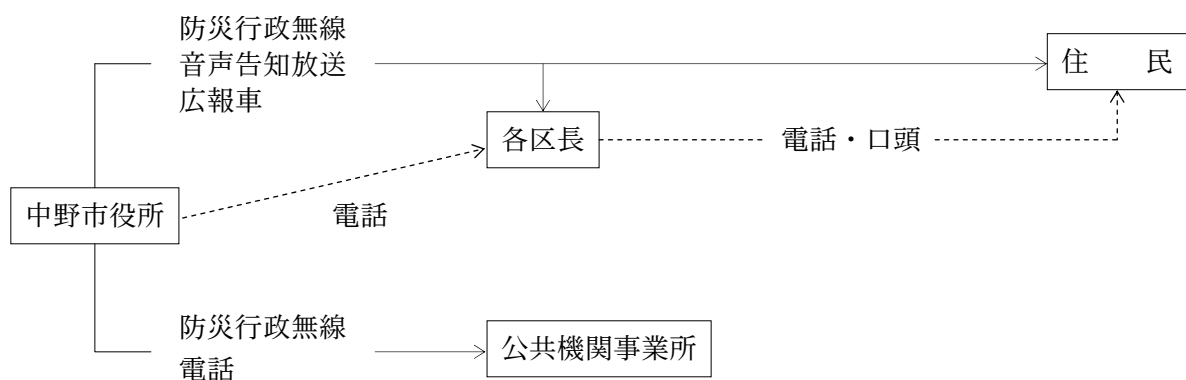 防災行政無線
音声告知放送
広報車
住　　民
各区長
電話・口頭
中野市役所
電話
防災行政無線
電話
公共機関事業所